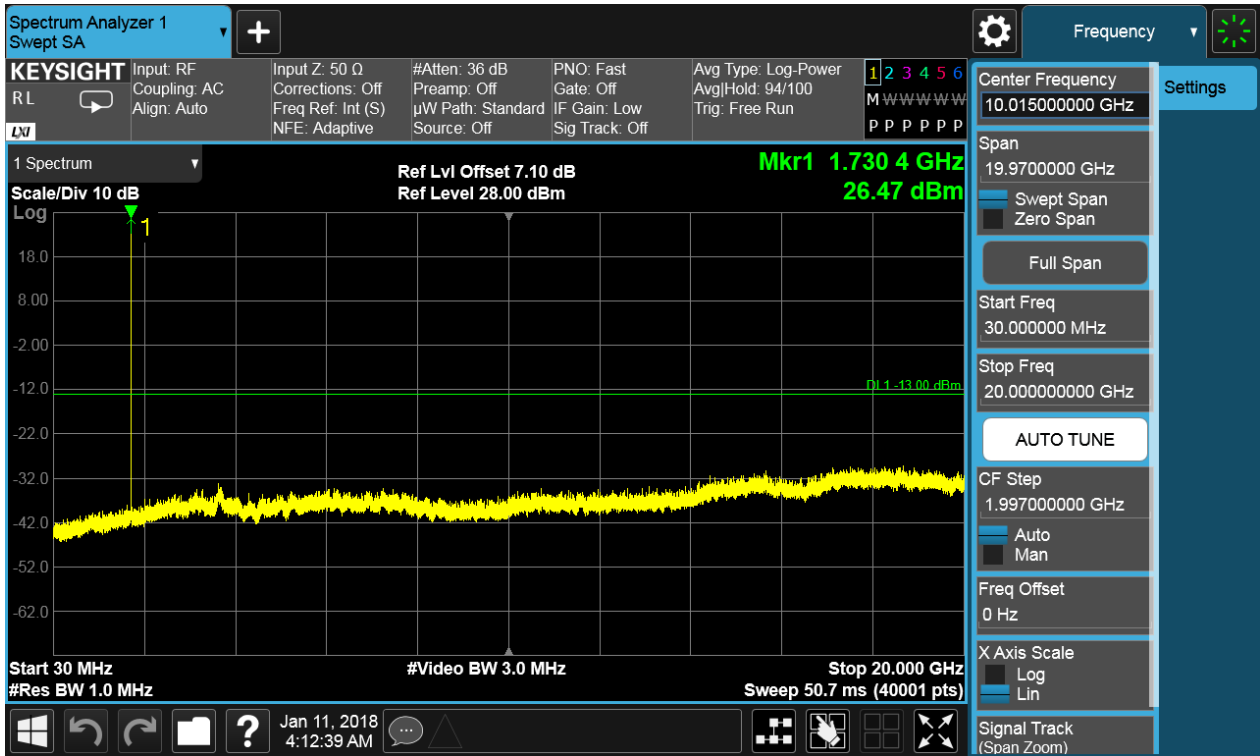 Spectrum Analyzer 1
Swept SA
Frequency
KEYSIGHT
RL
LXI
Input: RF
Coupling: AC
Align: Auto
Input Z: 50 Ω
Corrections: Off
Freq Ref: Int (S)
NFE: Adaptive
#Atten: 36 dB
Preamp: Off
µW Path: Standard
Source: Off
PNO: Fast
Gate: Off
IF Gain: Low
Sig Track: Off
Avg Type: Log-Power
Avg|Hold: 94/100
Trig: Free Run
1 2 3 4 5 6
M W W W W W
P P P P P P
1 Spectrum
Scale/Div 10 dB
Log
Ref Lvl Offset 7.10 dB
Ref Level 28.00 dBm
Mkr1 1.730 4 GHz
26.47 dBm
1
18.0
8.00
-2.00
-12.0
-22.0
-32.0
-42.0
-52.0
-62.0
DL1 -13.00 dBm
Start 30 MHz
#Res BW 1.0 MHz
#Video BW 3.0 MHz
Stop 20.000 GHz
Sweep 50.7 ms (40001 pts)
?
Jan 11, 2018
4:12:39 AM
Center Frequency
10.015000000 GHz
Span
19.9700000 GHz
Swept Span
Zero Span
Full Span
Start Freq
30.000000 MHz
Stop Freq
20.000000000 GHz
AUTO TUNE
CF Step
1.997000000 GHz
Auto
Man
Freq Offset
0 Hz
X Axis Scale
Log
Lin
Signal Track
(Span Zoom)
Settings